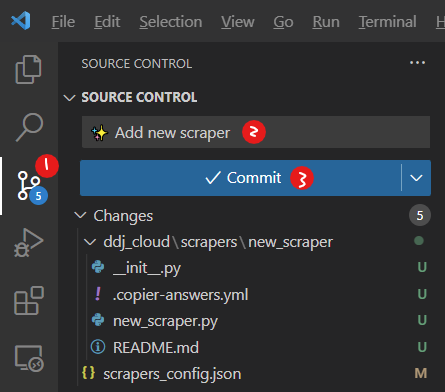 File Edit Selection View Go Run Terminal H
SOURCE CONTROL
SOURCE CONTROL
1
✨ Add new scraper 2
5
✓ Commit 3
Changes 5
ddj_cloud\scrapers\new_scraper
__init__.py U
! .copier-answers.yml U
new_scraper.py U
README.md U
{ } scrapers_config.json M